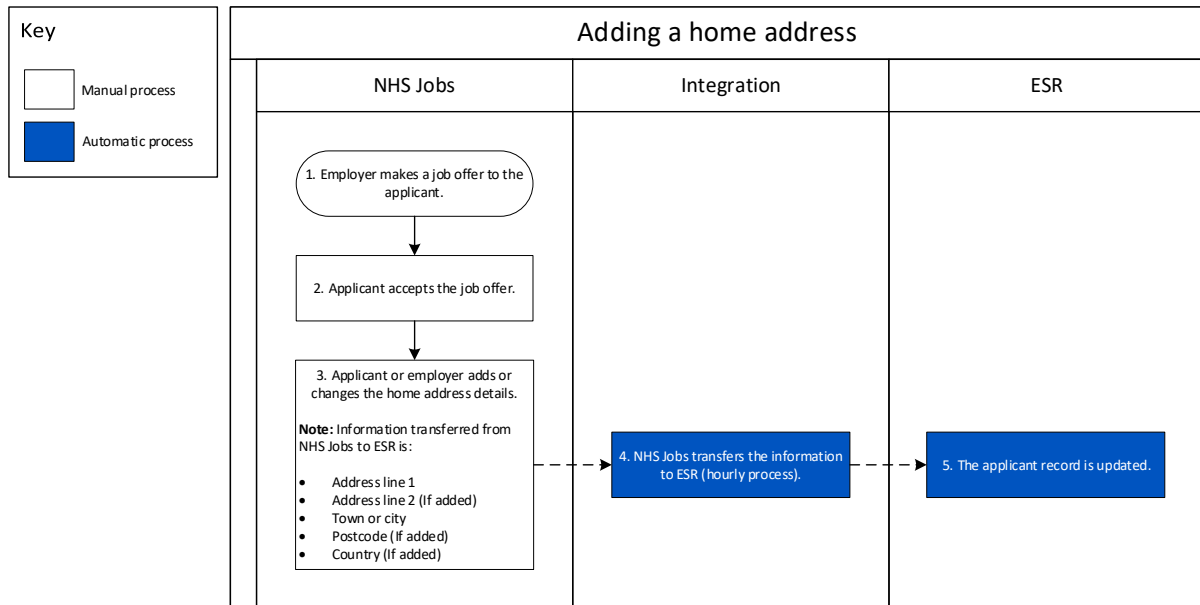 Key
Manual process
Automatic process
Adding a home address
NHS Jobs
Integration
ESR
1. Employer makes a job offer to the
applicant.
2. Applicant accepts the job offer.
3. Applicant or employer adds or
changes the home address details.
Note: Information transferred from
NHS Jobs to ESR is:
• Address line 1
• Address line 2 (If added)
• Town or city
• Postcode (If added)
• Country (If added)
4. NHS Jobs transfers the information
to ESR (hourly process).
5. The applicant record is updated.